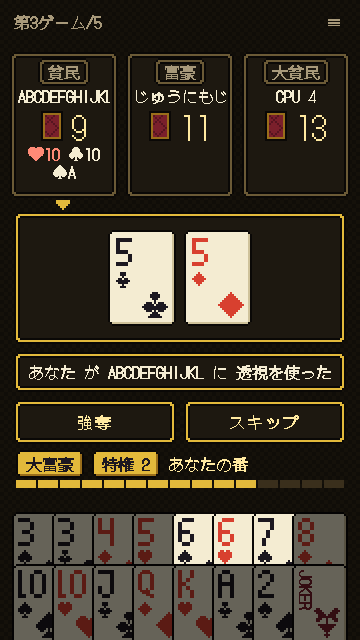 第3ゲーム/5
貧民 富豪 大貧民
ABCDEFGHIJKL じゅうにもじ CPU 4
9 11 13
♥10 ♣10
♠A
5 5
あなた が ABCDEFGHIJKL に 透視を使った
強奪 スキップ
大富豪 特権 2 あなたの番
3 3 4 5 6 6 7 8
10 10 J Q K A 2 JOKER